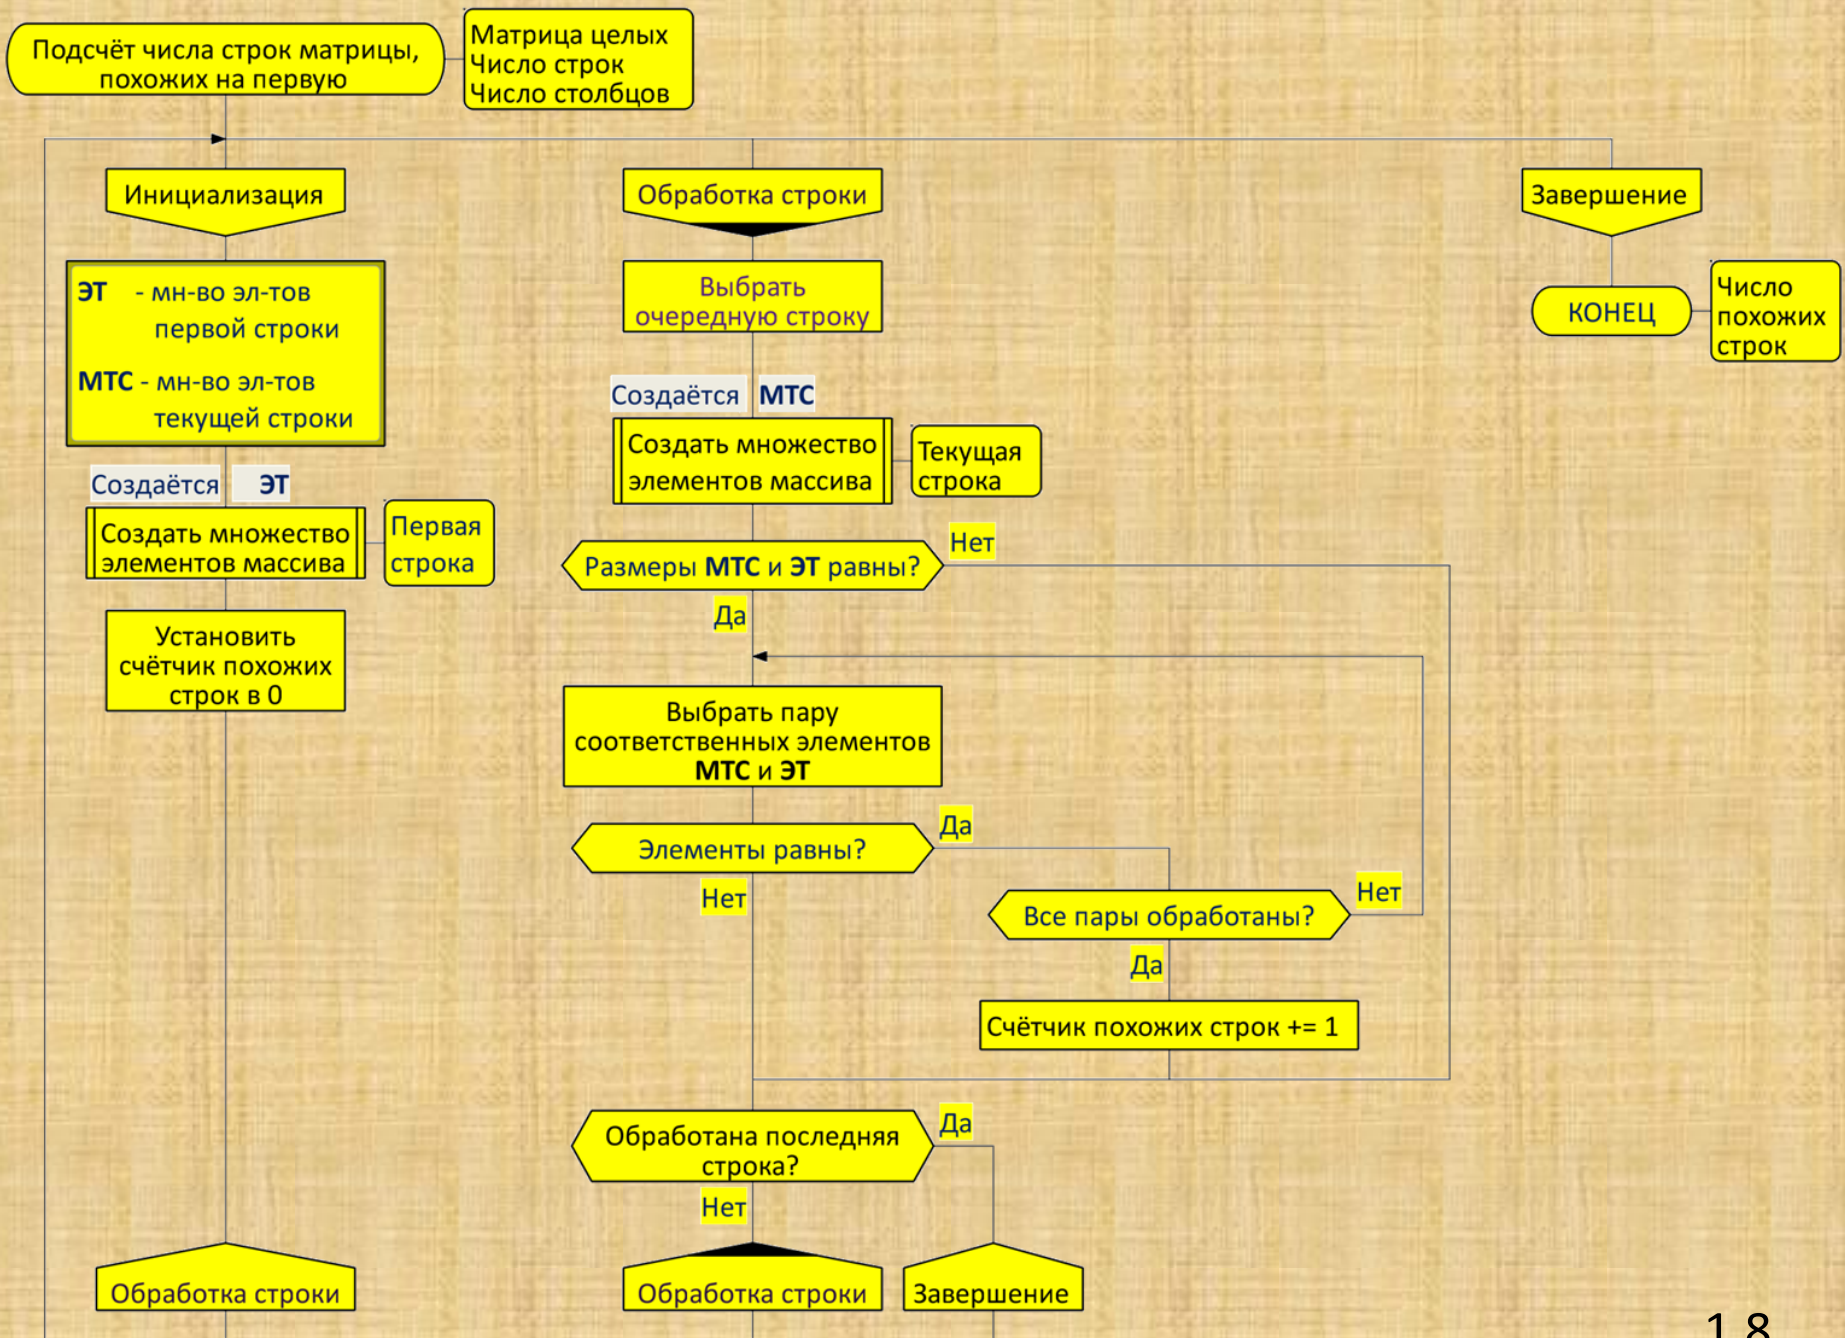 Подсчёт числа строк матрицы,
похожих на первую
Матрица целых
Число строк
Число столбцов
Инициализация
ЭТ - мн-во эл-тов
первой строки
МТС - мн-во эл-тов
текущей строки
Создаётся ЭТ
Создать множество
элементов массива
Первая
строка
Установить
счётчик похожих
строк в 0
Обработка строки
Обработка строки
Выбрать
очередную строку
Создаётся МТС
Создать множество
элементов массива
Текущая
строка
Размеры МТС и ЭТ равны?
Нет
Да
Выбрать пару
соответственных элементов
МТС и ЭТ
Элементы равны?
Да
Нет
Все пары обработаны?
Нет
Да
Счётчик похожих строк += 1
Обработана последняя
строка?
Да
Нет
Обработка строки
Завершение
Завершение
КОНЕЦ
Число
похожих
строк
18